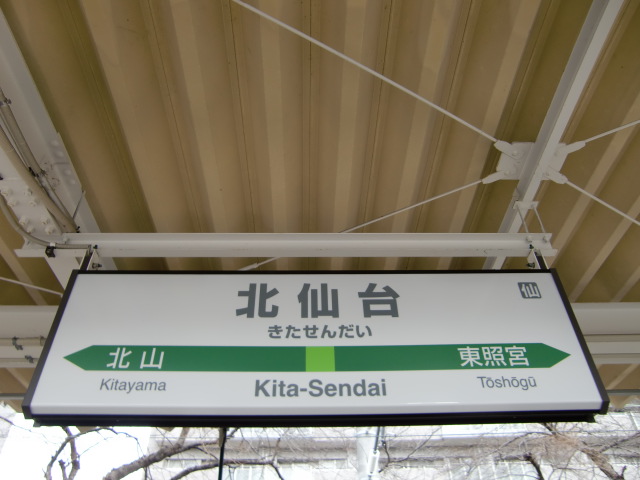 北仙台
仙
きたせんだい
北山
東照宮
Kitayama
Kita-Sendai
Tōshōgū